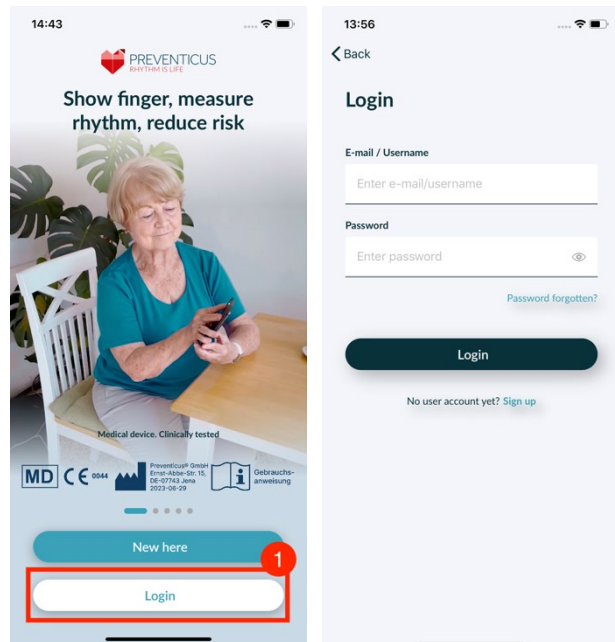 14:43
PREVENTICUS
RHYTHM IS LIFE
Show finger, measure
rhythm, reduce risk
Medical device. Clinically tested
MD
CE 0044
Preventicus® GmbH
Ernst-Abbe-Str. 15,
DE-07743 Jena
2023-08-29
i
Gebrauchs-
anweisung
New here
1
Login
13:56
Back
Login
E-mail / Username
Enter e-mail/username
Password
Enter password
Password forgotten?
Login
No user account yet? Sign up